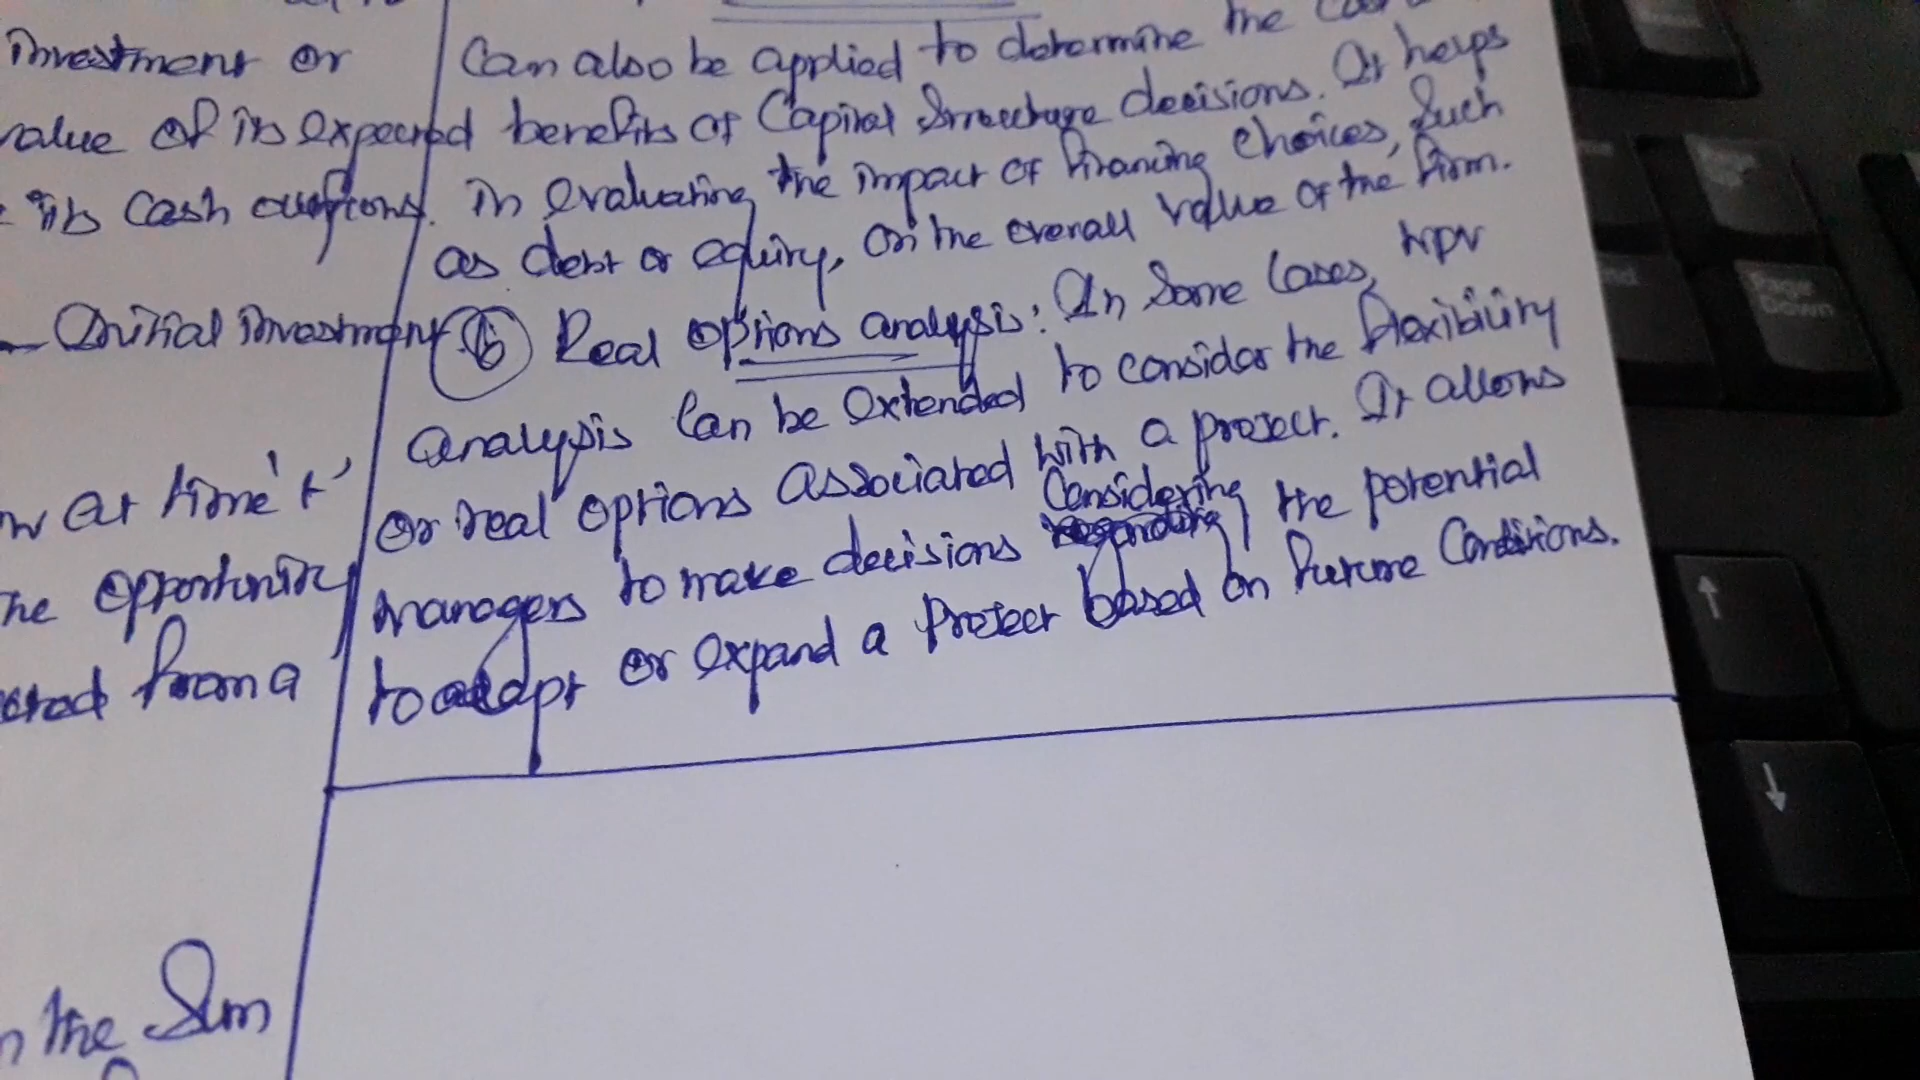 investment or
value of its expected
its cash outflows.
- Initial investment
at time 't'
the opportunity
from a
the Sum
can also be applied to determine the
benefits of capital structure decisions. It helps
in evaluating the impact of financing choices, such
as debt or equity, on the overall value of the firm.
6 Real options analysis: In some cases, NPV
analysis can be extended to consider the flexibility
or real options associated with a project. It allows
managers to make decisions considering the potential
to adapt or expand a project based on future conditions.
Page
Down